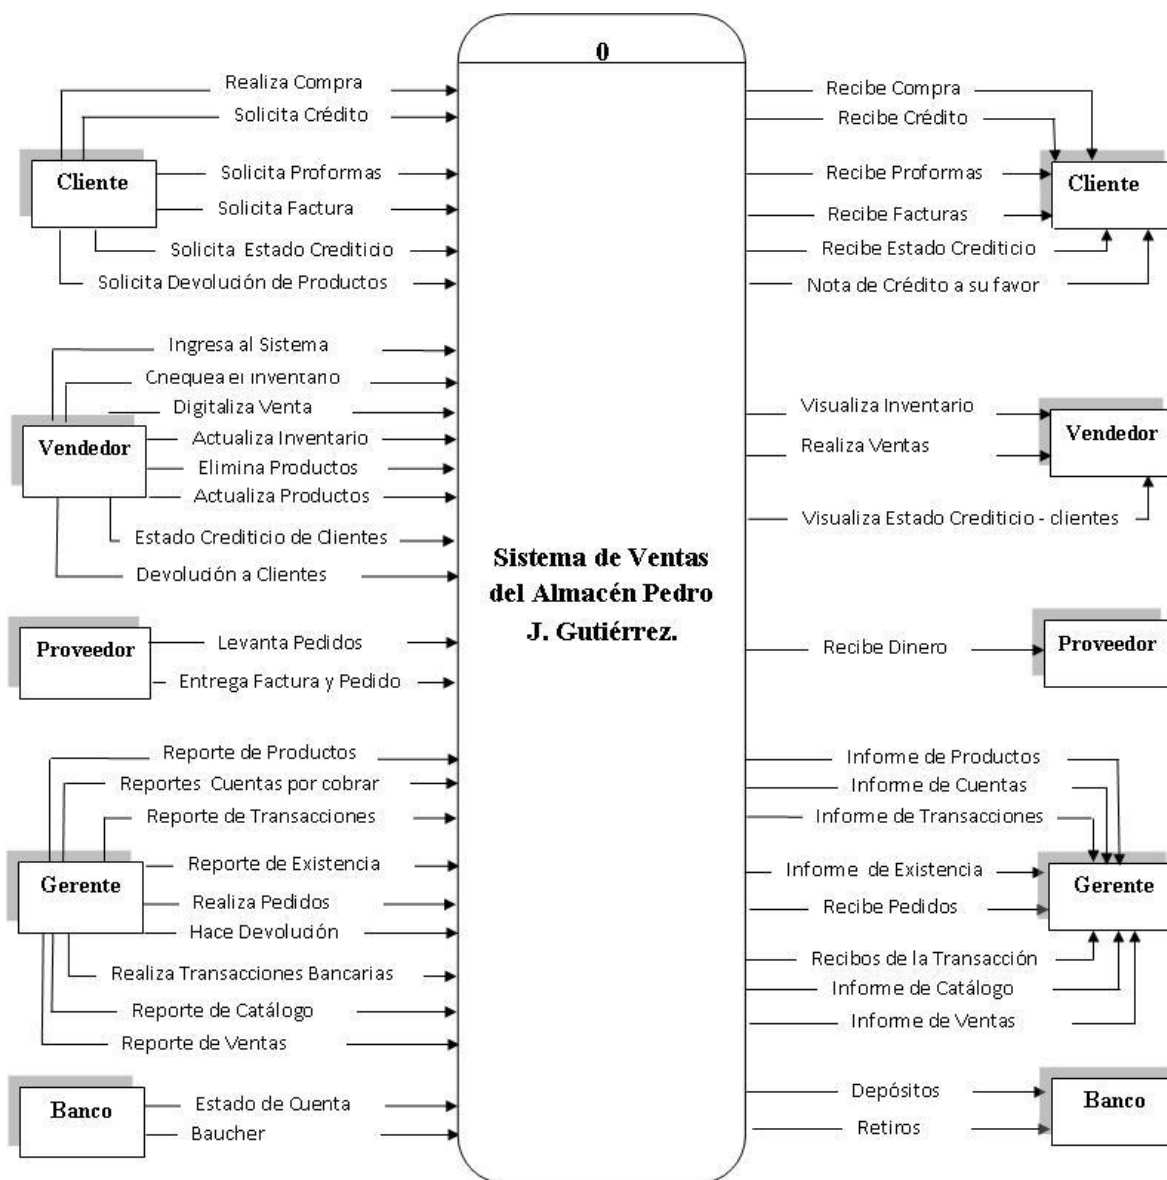 0
Realiza Compra
Solicita Crédito
Cliente
Solicita Proformas
Solicita Factura
Solicita Estado Crediticio
Solicita Devolución de Productos
Ingresa al Sistema
Chequea el Inventario
Digitaliza Venta
Vendedor
Actualiza Inventario
Elimina Productos
Actualiza Productos
Estado Crediticio de Clientes
Devolución a Clientes
Proveedor
Levanta Pedidos
Entrega Factura y Pedido
Reporte de Productos
Reportes Cuentas por cobrar
Reporte de Transacciones
Gerente
Reporte de Existencia
Realiza Pedidos
Hace Devolución
Realiza Transacciones Bancarias
Reporte de Catálogo
Reporte de Ventas
Banco
Estado de Cuenta
Baucher
Sistema de Ventas
del Almacén Pedro
J. Gutiérrez.
Recibe Compra
Recibe Crédito
Recibe Proformas
Cliente
Recibe Facturas
Recibe Estado Crediticio
Nota de Crédito a su favor
Visualiza Inventario
Vendedor
Realiza Ventas
Visualiza Estado Crediticio - clientes
Recibe Dinero
Proveedor
Informe de Productos
Informe de Cuentas
Informe de Transacciones
Informe de Existencia
Gerente
Recibe Pedidos
Recibos de la Transacción
Informe de Catálogo
Informe de Ventas
Depósitos
Banco
Retiros